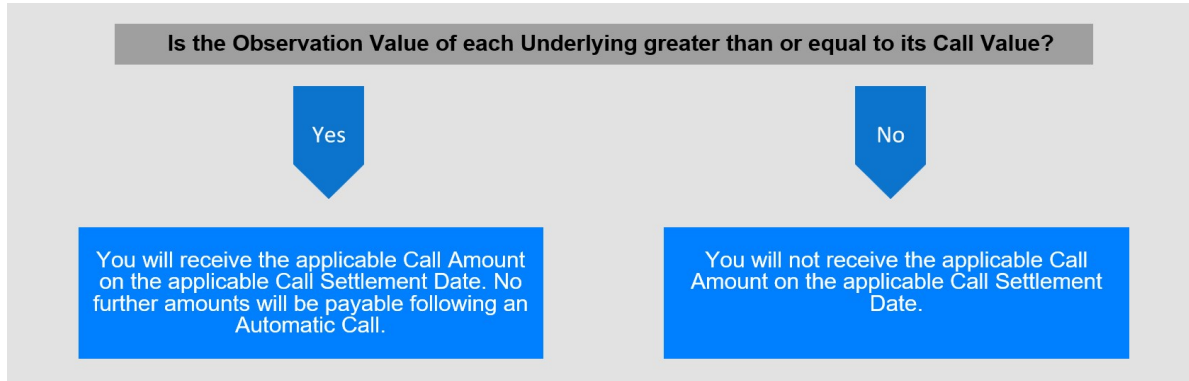 Is the Observation Value of each Underlying greater than or equal to its Call Value?
Yes
No
You will receive the applicable Call Amount
on the applicable Call Settlement Date. No
further amounts will be payable following an
Automatic Call.
You will not receive the applicable Call
Amount on the applicable Call Settlement
Date.